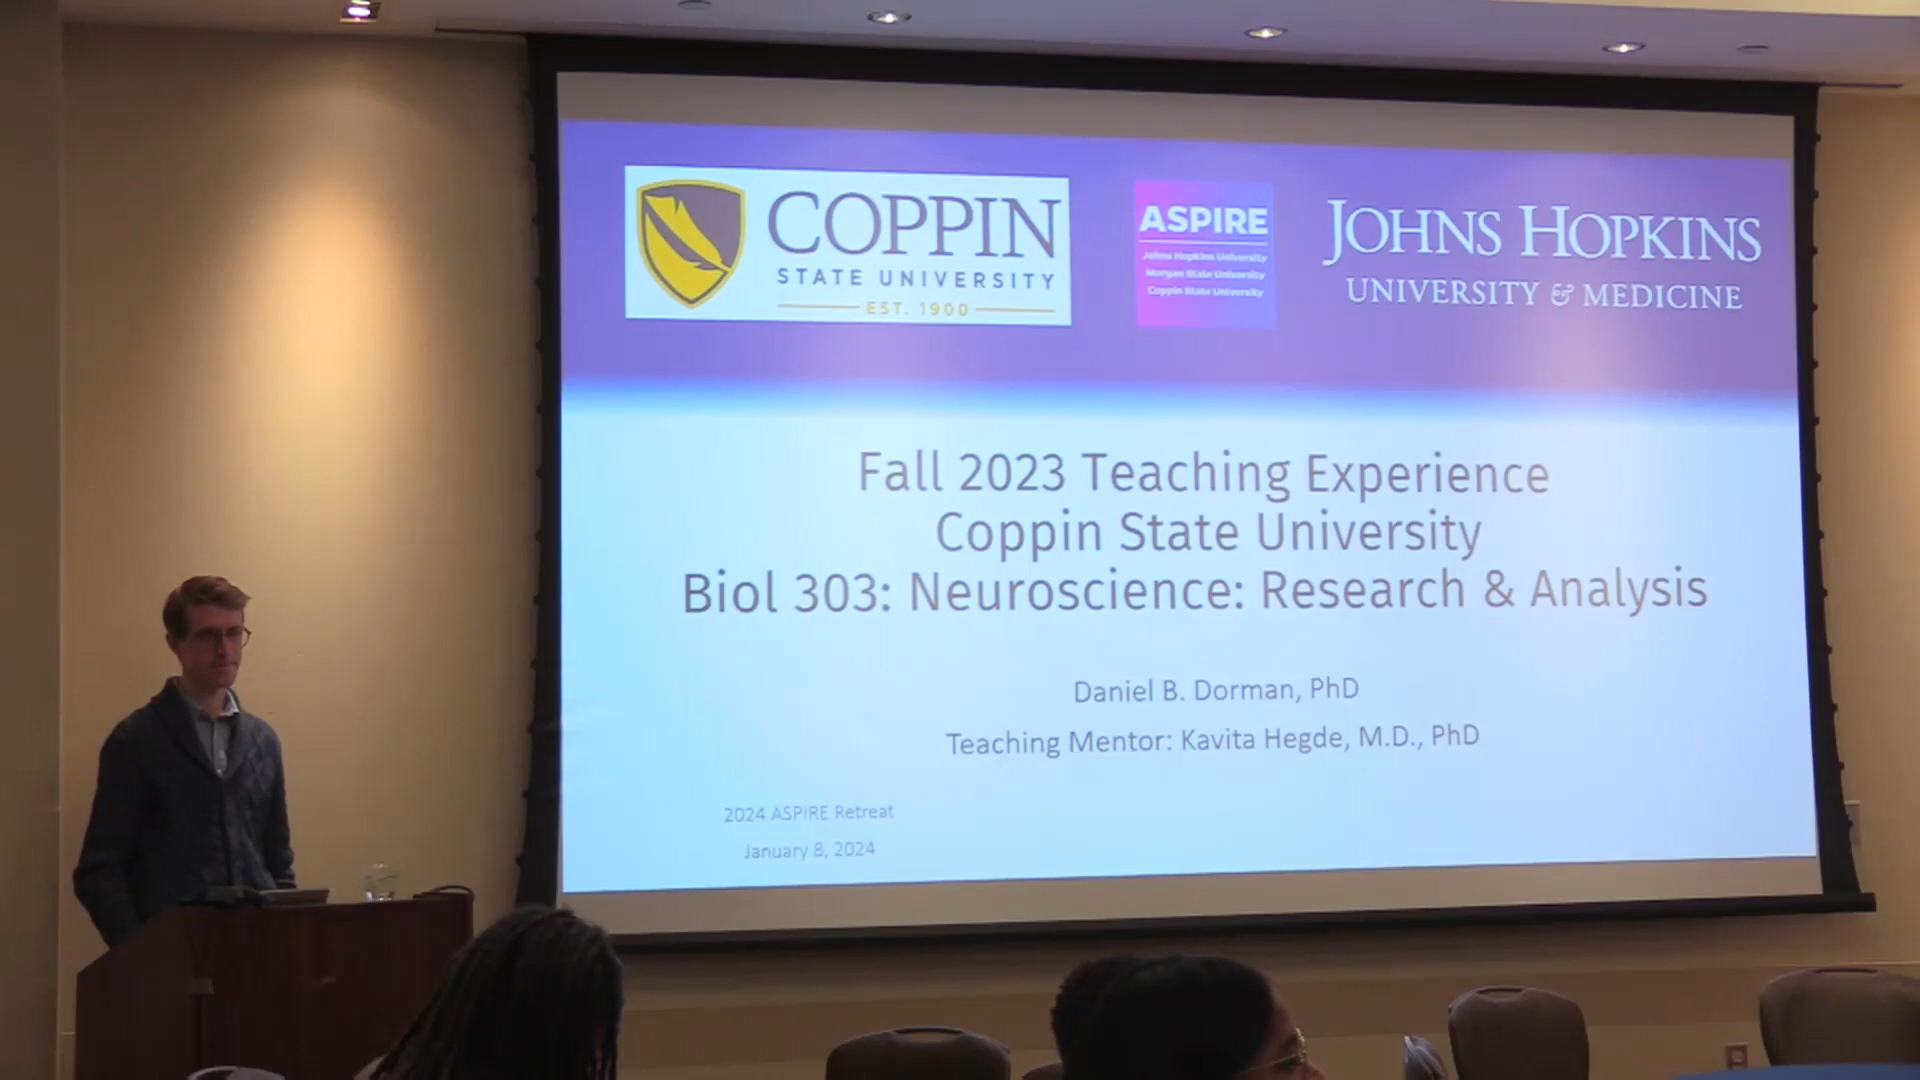 COPPIN
STATE UNIVERSITY
EST. 1900
ASPIRE
Johns Hopkins University
Morgan State University
Coppin State University
JOHNS HOPKINS
UNIVERSITY & MEDICINE
Fall 2023 Teaching Experience
Coppin State University
Biol 303: Neuroscience: Research & Analysis
Daniel B. Dorman, PhD
Teaching Mentor: Kavita Hegde, M.D., PhD
2024 ASPIRE Retreat
January 8, 2024